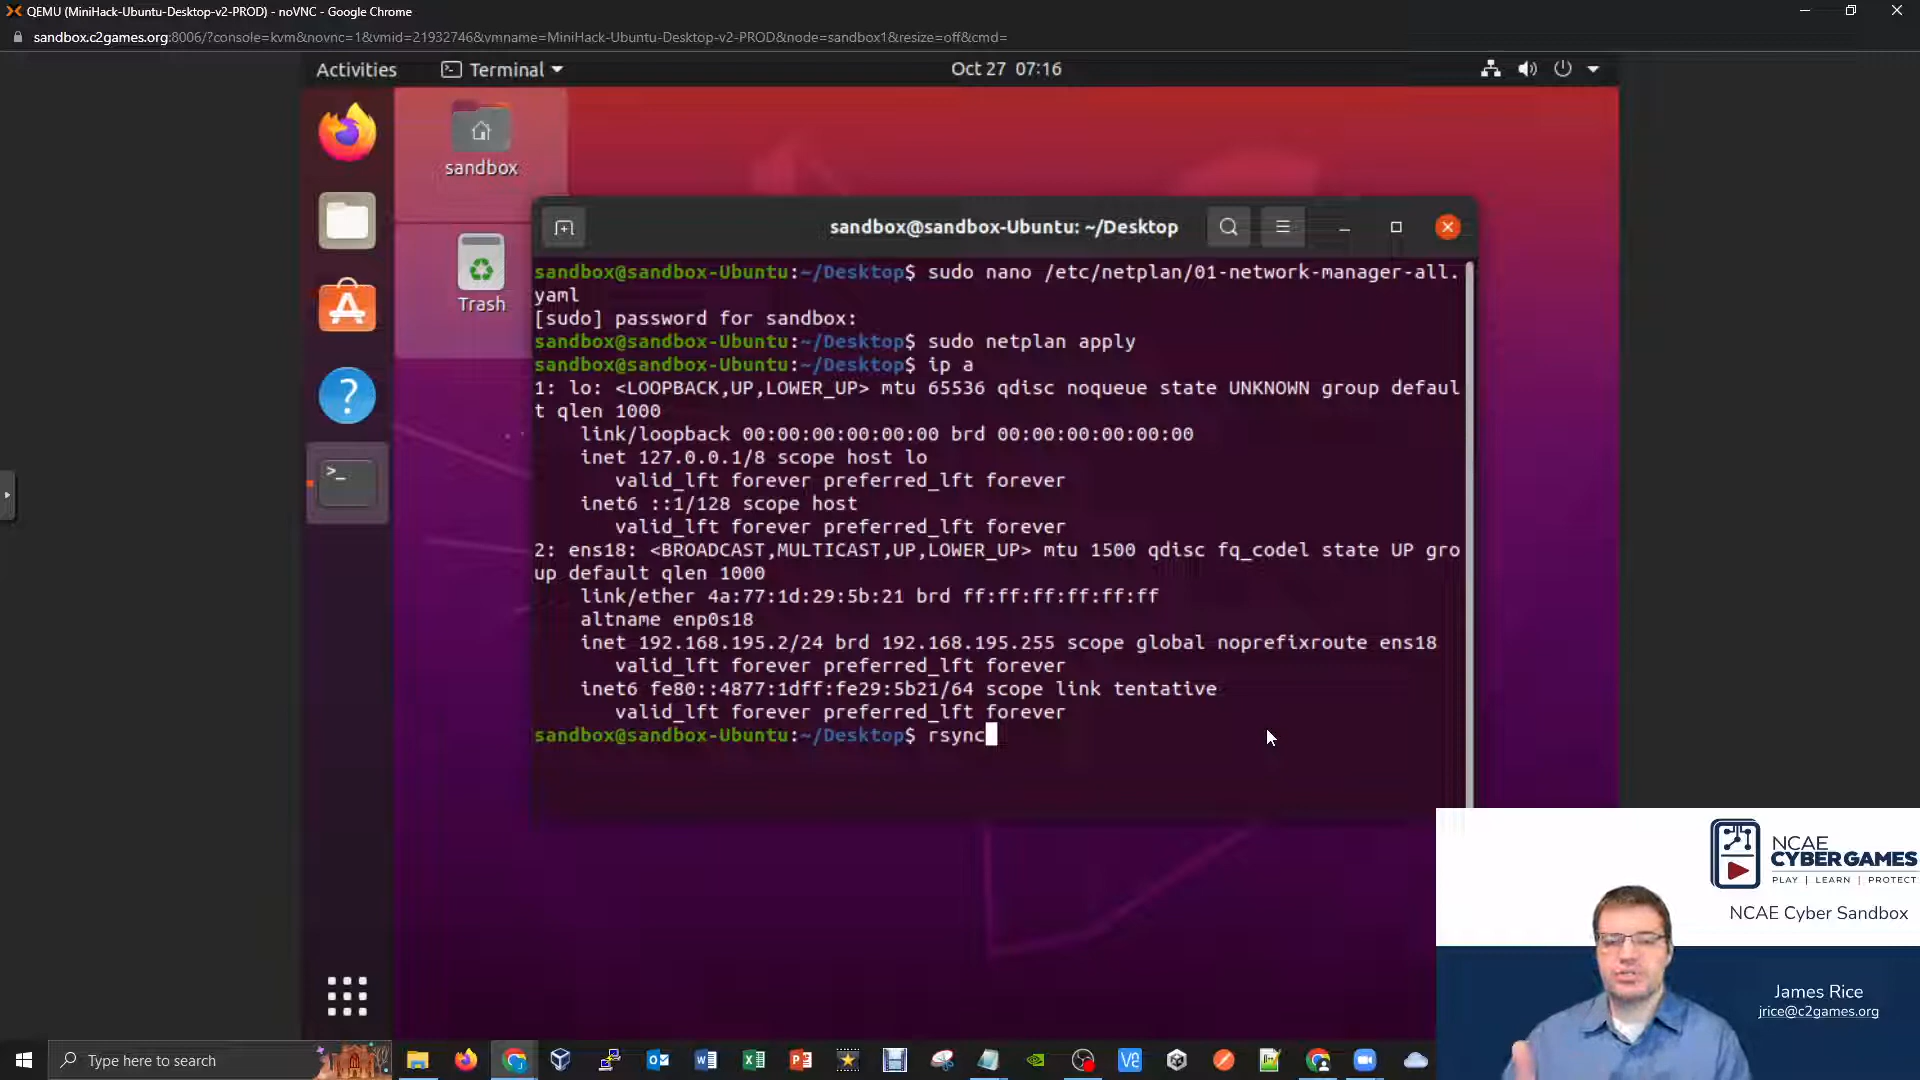 QEMU (MiniHack-Ubuntu-Desktop-v2-PROD) - noVNC - Google Chrome
sandbox.c2games.org:8006/?console=kvm&novnc=1&vmid=21932746&vmname=MiniHack-Ubuntu-Desktop-v2-PROD&node=sandbox1&resize=off&cmd=
Activities
Terminal
Oct 27 07:16
sandbox
Trash
sandbox@sandbox-Ubuntu: ~/Desktop
sandbox@sandbox-Ubuntu:~/Desktop$ sudo nano /etc/netplan/01-network-manager-all.
yaml
[sudo] password for sandbox:
sandbox@sandbox-Ubuntu:~/Desktop$ sudo netplan apply
sandbox@sandbox-Ubuntu:~/Desktop$ ip a
1: lo: <LOOPBACK,UP,LOWER_UP> mtu 65536 qdisc noqueue state UNKNOWN group defaul
t qlen 1000
link/loopback 00:00:00:00:00:00 brd 00:00:00:00:00:00
inet 127.0.0.1/8 scope host lo
valid_lft forever preferred_lft forever
inet6 ::1/128 scope host
valid_lft forever preferred_lft forever
2: ens18: <BROADCAST,MULTICAST,UP,LOWER_UP> mtu 1500 qdisc fq_codel state UP gro
up default qlen 1000
link/ether 4a:77:1d:29:5b:21 brd ff:ff:ff:ff:ff:ff
altname enp0s18
inet 192.168.195.2/24 brd 192.168.195.255 scope global noprefixroute ens18
valid_lft forever preferred_lft forever
inet6 fe80::4877:1dff:fe29:5b21/64 scope link tentative
valid_lft forever preferred_lft forever
sandbox@sandbox-Ubuntu:~/Desktop$ rsync
NCAE
CYBERGAMES
PLAY | LEARN | PROTECT
NCAE Cyber Sandbox
James Rice
jrice@c2games.org
Type here to search